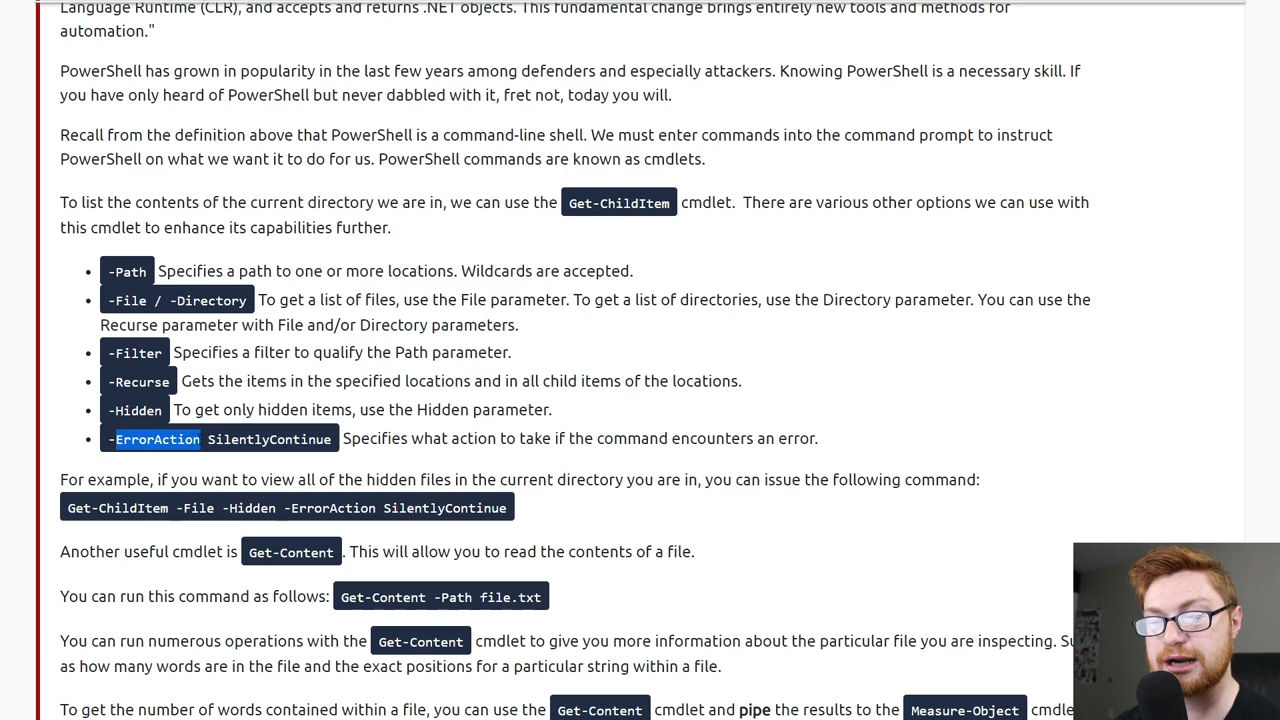 Language Runtime (CLR), and accepts and returns .NET objects. This fundamental change brings entirely new tools and methods for
automation."
PowerShell has grown in popularity in the last few years among defenders and especially attackers. Knowing PowerShell is a necessary skill. If
you have only heard of PowerShell but never dabbled with it, fret not, today you will.
Recall from the definition above that PowerShell is a command-line shell. We must enter commands into the command prompt to instruct
PowerShell on what we want it to do for us. PowerShell commands are known as cmdlets.
To list the contents of the current directory we are in, we can use the Get-ChildItem cmdlet. There are various other options we can use with
this cmdlet to enhance its capabilities further.
• -Path Specifies a path to one or more locations. Wildcards are accepted.
• -File / -Directory To get a list of files, use the File parameter. To get a list of directories, use the Directory parameter. You can use the
Recurse parameter with File and/or Directory parameters.
• -Filter Specifies a filter to qualify the Path parameter.
• -Recurse Gets the items in the specified locations and in all child items of the locations.
• -Hidden To get only hidden items, use the Hidden parameter.
• -ErrorAction SilentlyContinue Specifies what action to take if the command encounters an error.
For example, if you want to view all of the hidden files in the current directory you are in, you can issue the following command:
Get-ChildItem -File -Hidden -ErrorAction SilentlyContinue
Another useful cmdlet is Get-Content. This will allow you to read the contents of a file.
You can run this command as follows: Get-Content -Path file.txt
You can run numerous operations with the Get-Content cmdlet to give you more information about the particular file you are inspecting.
as how many words are in the file and the exact positions for a particular string within a file.
To get the number of words contained within a file, you can use the Get-Content cmdlet and pipe the results to the Measure-Object